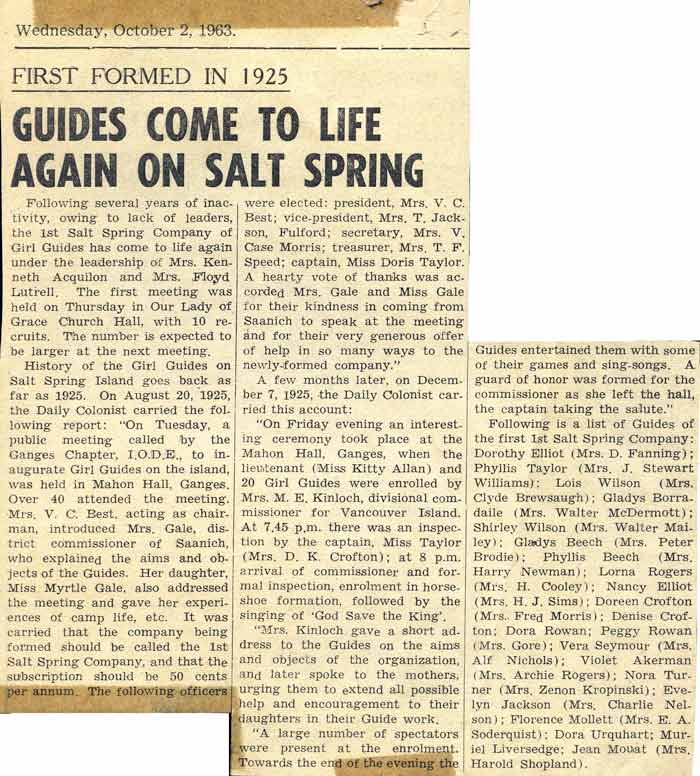 Wednesday, October 2, 1963.
FIRST FORMED IN 1925
GUIDES COME TO LIFE
AGAIN ON SALT SPRING
Following several years of inac-
tivity, owing to lack of leaders,
the 1st Salt Spring Company of
Girl Guides has come to life again
under the leadership of Mrs. Ken-
neth Acquilon and Mrs. Floyd
Lutrell. The first meeting was
held on Thursday in Our Lady of
Grace Church Hall, with 10 re-
cruits. The number is expected to
be larger at the next meeting.
History of the Girl Guides on
Salt Spring Island goes back as
far as 1925. On August 20, 1925,
the Daily Colonist carried the fol-
lowing report: "On Tuesday, a
public meeting called by the
Ganges Chapter, I.O.D.E., to in-
augurate Girl Guides on the island,
was held in Mahon Hall, Ganges.
Over 40 attended the meeting.
Mrs. V. C. Best, acting as chair-
man, introduced Mrs. Gale, dis-
trict commissioner of Saanich,
who explained the aims and ob-
jects of the Guides. Her daughter,
Miss Myrtle Gale, also addressed
the meeting and gave her experi-
ences of camp life, etc. It was
carried that the company being
formed should be called the 1st
Salt Spring Company, and that the
subscription should be 50 cents
per annum. The following officers
were elected: president, Mrs. V. C.
Best; vice-president, Mrs. T. Jack-
son, Fulford; secretary, Mrs. V.
Case Morris; treasurer, Mrs. T. F.
Speed; captain, Miss Doris Taylor.
A hearty vote of thanks was ac-
corded Mrs. Gale and Miss Gale
for their kindness in coming from
Saanich to speak at the meeting
and for their very generous offer
of help in so many ways to the
newly-formed company."
A few months later, on Decem-
ber 7, 1925, the Daily Colonist car-
ried this account:
"On Friday evening an interest-
ing ceremony took place at the
Mahon Hall, Ganges, when the
lieutenant (Miss Kitty Allan) and
20 Girl Guides were enrolled by
Mrs. M. E. Kinloch, divisional com-
missioner for Vancouver Island.
At 7.45 p.m. there was an inspec-
tion by the captain, Miss Taylor
(Mrs. D. K. Crofton); at 8 p.m.
arrival of commissioner and for-
mal inspection, enrolment in horse-
shoe formation, followed by the
singing of 'God Save the King'.
"Mrs. Kinloch gave a short ad-
dress to the Guides on the aims
and objects of the organization,
and later spoke to the mothers,
urging them to extend all possible
help and encouragement to their
daughters in their Guide work.
"A large number of spectators
were present at the enrolment.
Towards the end of the evening the
Guides entertained them with some
of their games and sing-songs. A
guard of honor was formed for the
commissioner as she left the hall,
the captain taking the salute."
Following is a list of Guides of
the first 1st Salt Spring Company:
Dorothy Elliot (Mrs. D. Fanning);
Phyllis Taylor (Mrs. J. Stewart
Williams); Lois Wilson (Mrs.
Clyde Brewsaugh); Gladys Borra-
daile (Mrs. Walter McDermott);
Shirley Wilson (Mrs. Walter Mai-
ley); Gladys Beech (Mrs. Peter
Brodie); Phyllis Beech (Mrs.
Harry Newman); Lorna Rogers
(Mrs. H. Cooley); Nancy Elliot
(Mrs. H. J. Sims); Doreen Crofton
(Mrs. Fred Morris); Denise Crof-
ton; Dora Rowan; Peggy Rowan
(Mrs. Gore); Vera Seymour (Mrs.
Alf Nichols); Violet Akerman
(Mrs. Archie Rogers); Nora Tur-
ner (Mrs. Zenon Kropinski); Eve-
lyn Jackson (Mrs. Charlie Nel-
son); Florence Mollett (Mrs. E. A.
Soderquist); Dora Urquhart; Mur-
iel Liversedge; Jean Mouat (Mrs.
Harold Shopland).